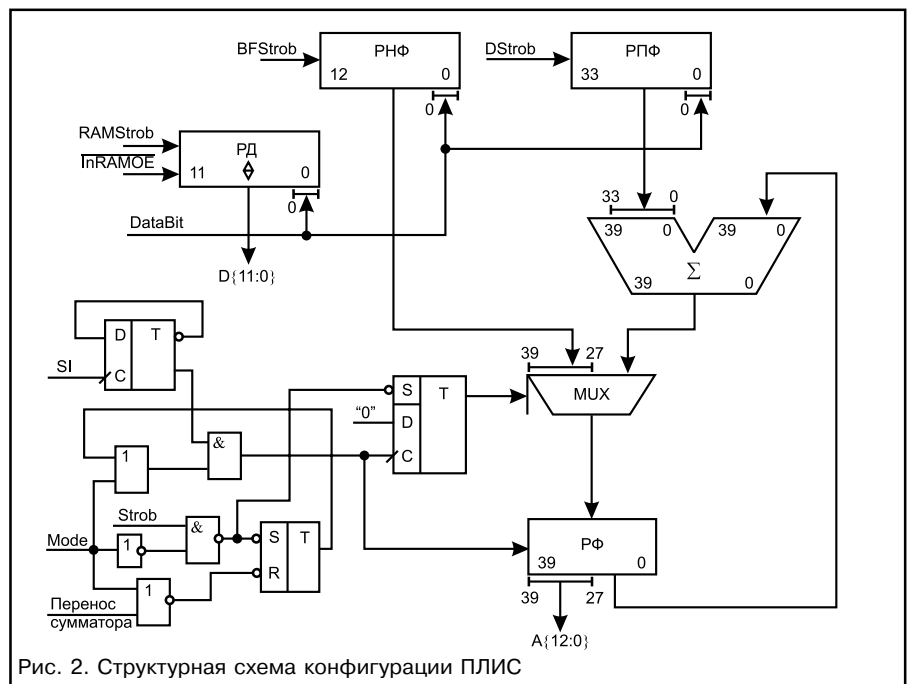 BFStrob
РНФ
12 0
0
DStrob
РПФ
33 0
0
RAMStrob
InRAMOE
РД
11 0
0
DataBit
D{11:0}
33 0
39 0 39 0
Σ
39 0
D T
SI
C
39 27
MUX
S T
"0"
D
C
&
1
Strob
&
Mode
1
S T
R
1
Перенос
сумматора
РФ
39 0
39 27
A{12:0}
Рис. 2. Структурная схема конфигурации ПЛИС